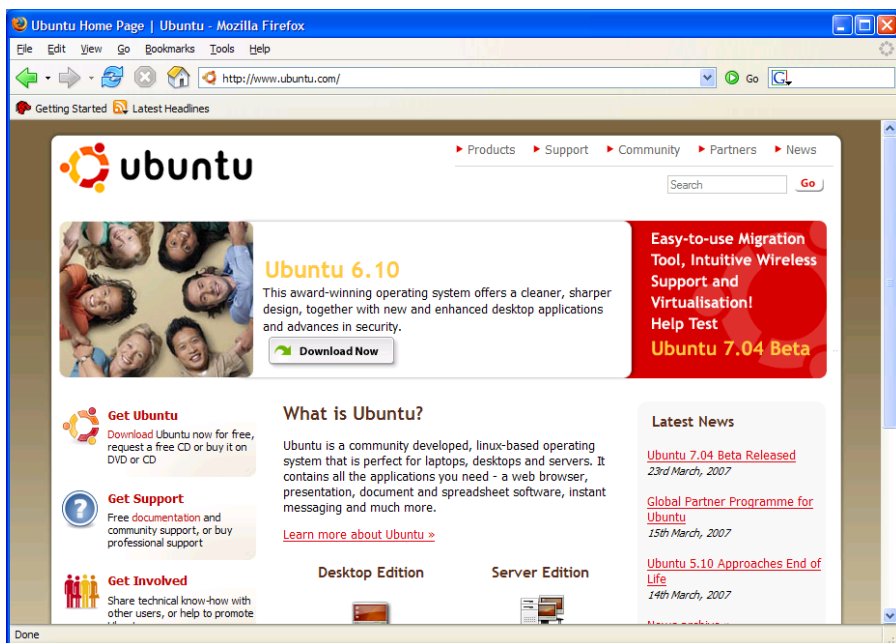 Ubuntu Home Page | Ubuntu - Mozilla Firefox
File Edit View Go Bookmarks Tools Help
http://www.ubuntu.com/
Go
G
Getting Started Latest Headlines
ubuntu
Products Support Community Partners News
Search Go
Ubuntu 6.10
This award-winning operating system offers a cleaner, sharper
design, together with new and enhanced desktop applications
and advances in security.
Download Now
Easy-to-use Migration
Tool, Intuitive Wireless
Support and
Virtualisation!
Help Test
Ubuntu 7.04 Beta
Get Ubuntu
Download Ubuntu now for free,
request a free CD or buy it on
DVD or CD
Get Support
Free documentation and
community support, or buy
professional support
Get Involved
Share technical know-how with
other users, or help to promote
What is Ubuntu?
Ubuntu is a community developed, linux-based operating
system that is perfect for laptops, desktops and servers. It
contains all the applications you need - a web browser,
presentation, document and spreadsheet software, instant
messaging and much more.
Learn more about Ubuntu »
Desktop Edition Server Edition
Latest News
Ubuntu 7.04 Beta Released
23rd March, 2007
Global Partner Programme for
Ubuntu
15th March, 2007
Ubuntu 5.10 Approaches End of
Life
14th March, 2007
Done